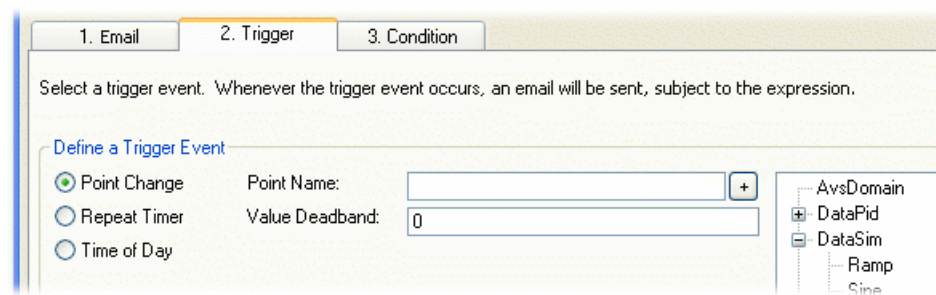 1. Email
2. Trigger
3. Condition
Select a trigger event. Whenever the trigger event occurs, an email will be sent, subject to the expression.
Define a Trigger Event
Point Change
Point Name:
+
AvsDomain
Repeat Timer
Value Deadband:
0
DataPid
Time of Day
DataSim
Ramp
Sine